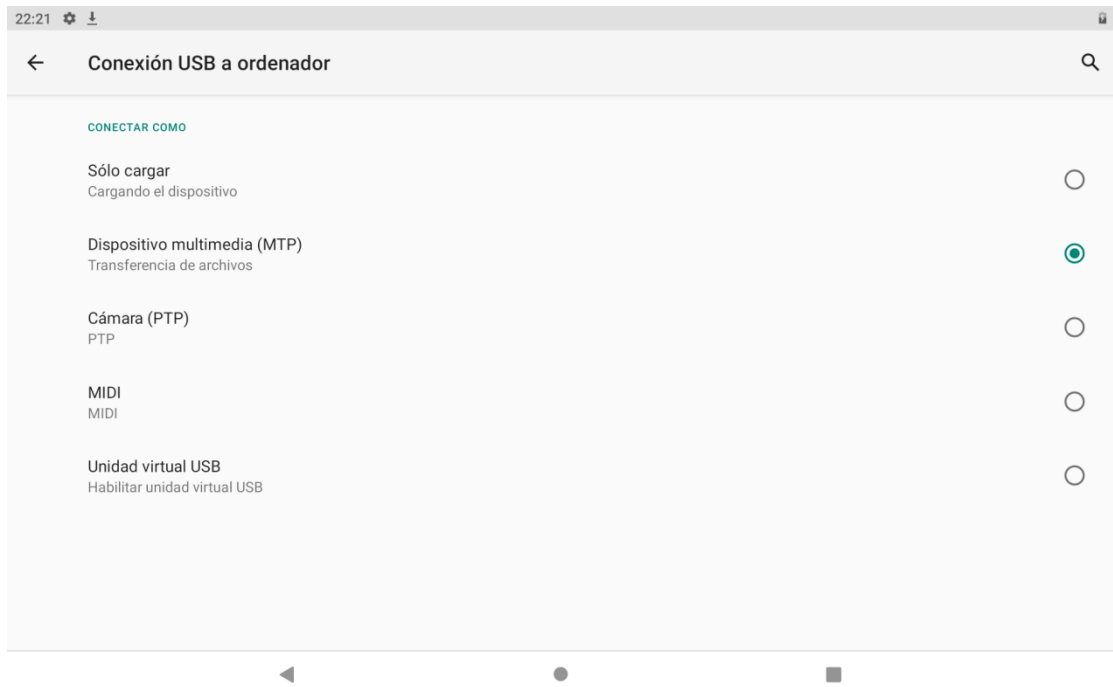 22:21
Conexión USB a ordenador
CONECTAR COMO
Sólo cargar
Cargando el dispositivo
Dispositivo multimedia (MTP)
Transferencia de archivos
Cámara (PTP)
PTP
MIDI
MIDI
Unidad virtual USB
Habilitar unidad virtual USB